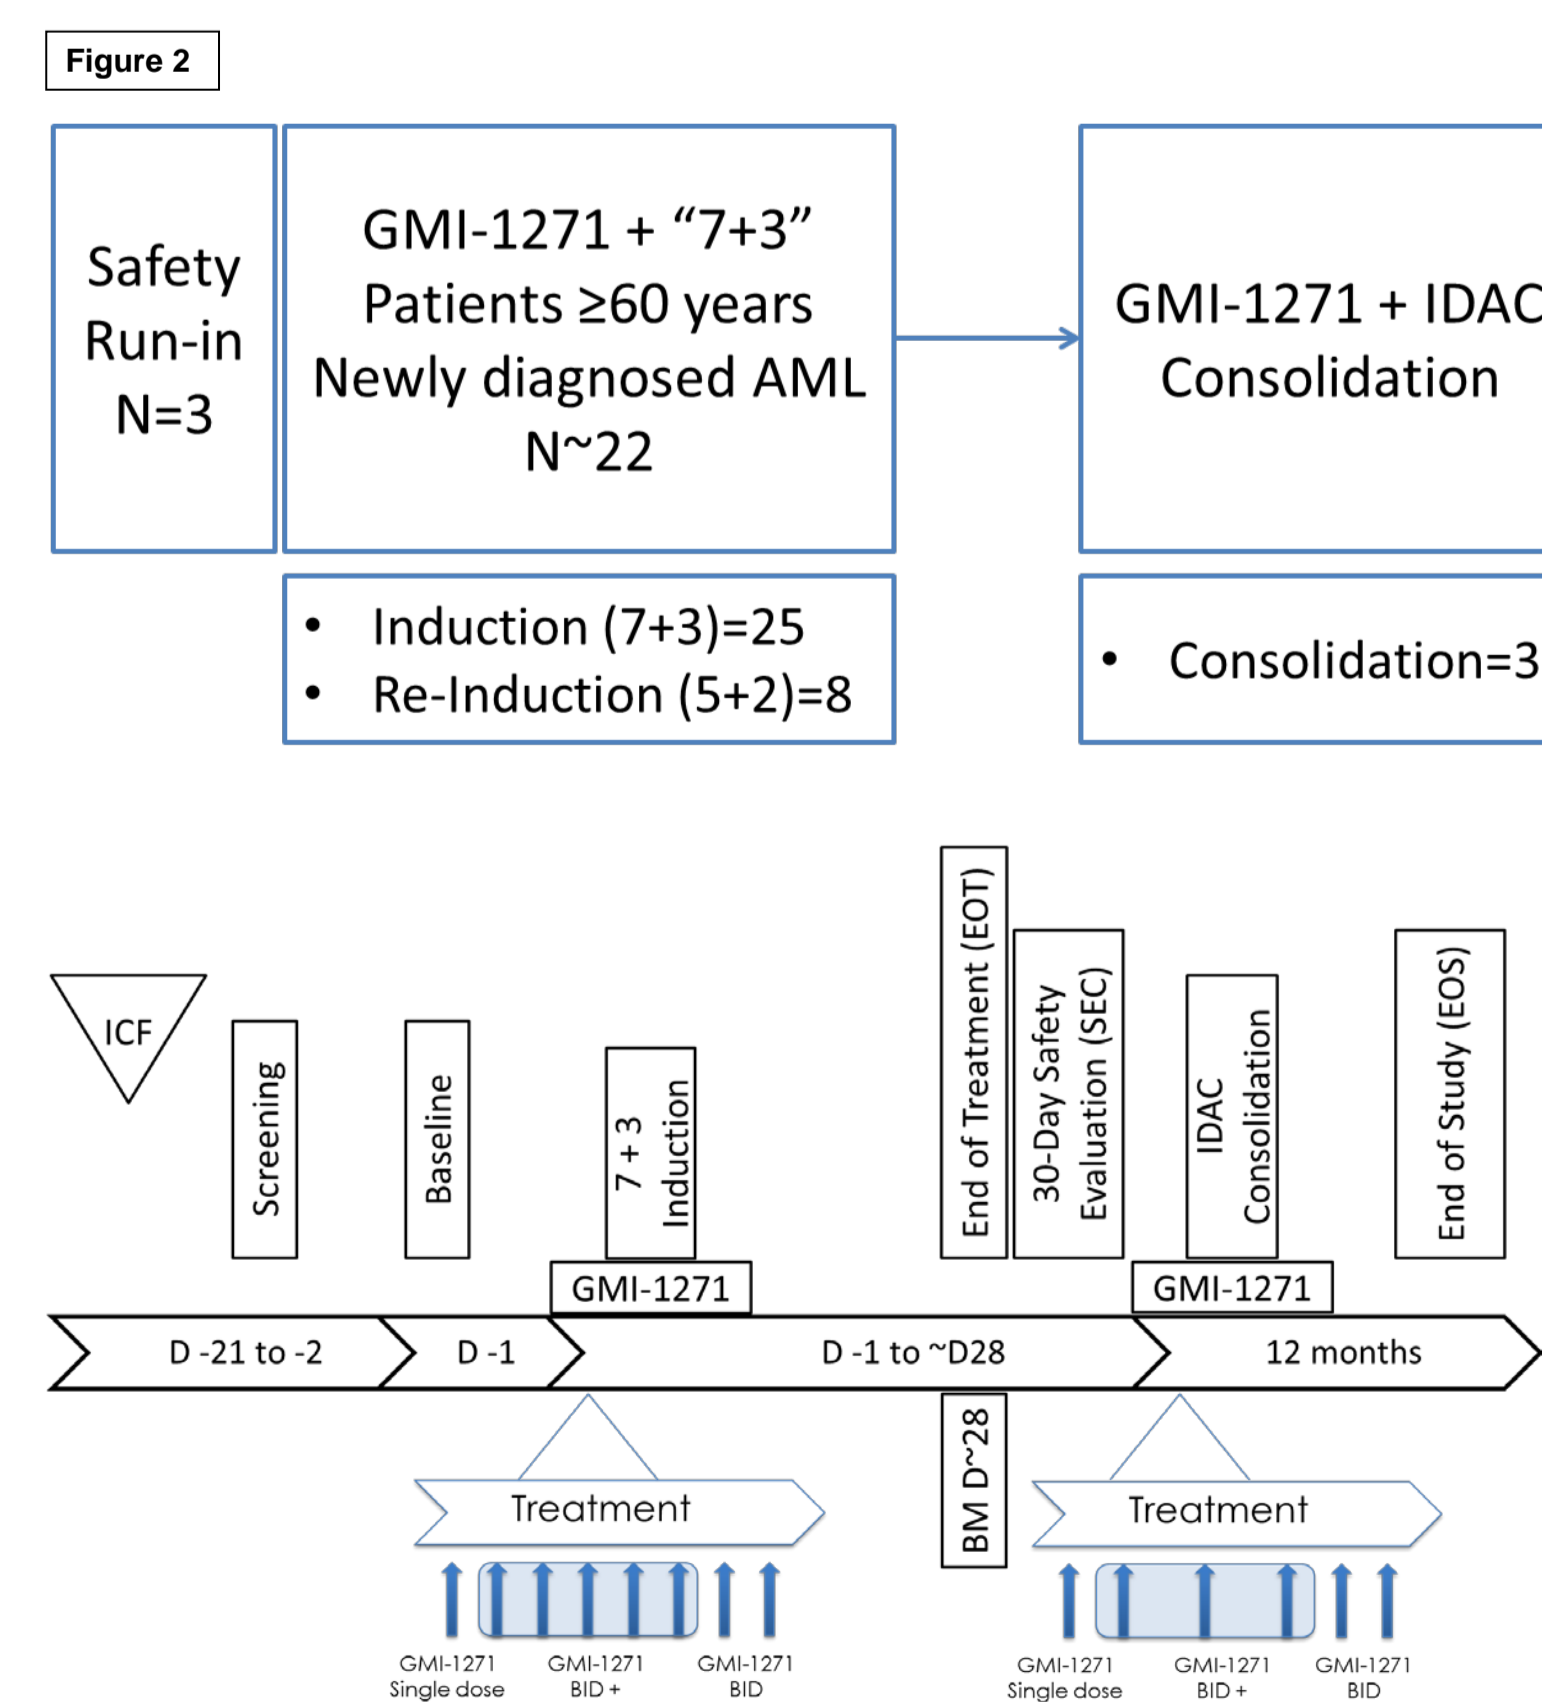 Figure 2
Safety
Run-in
N=3
GMI-1271 + “7+3”
Patients ≥60 years
Newly diagnosed AML
N~22
GMI-1271 + IDAC
Consolidation
• Induction (7+3)=25
• Re-Induction (5+2)=8
• Consolidation=3
ICF
Screening
Baseline
7 + 3
Induction
End of Treatment (EOT)
30-Day Safety
Evaluation (SEC)
IDAC
Consolidation
End of Study (EOS)
GMI-1271
GMI-1271
D -21 to -2
D -1
D -1 to ~D28
12 months
BM D~28
Treatment
Treatment
GMI-1271
Single dose
GMI-1271
BID +
GMI-1271
BID
GMI-1271
Single dose
GMI-1271
BID +
GMI-1271
BID